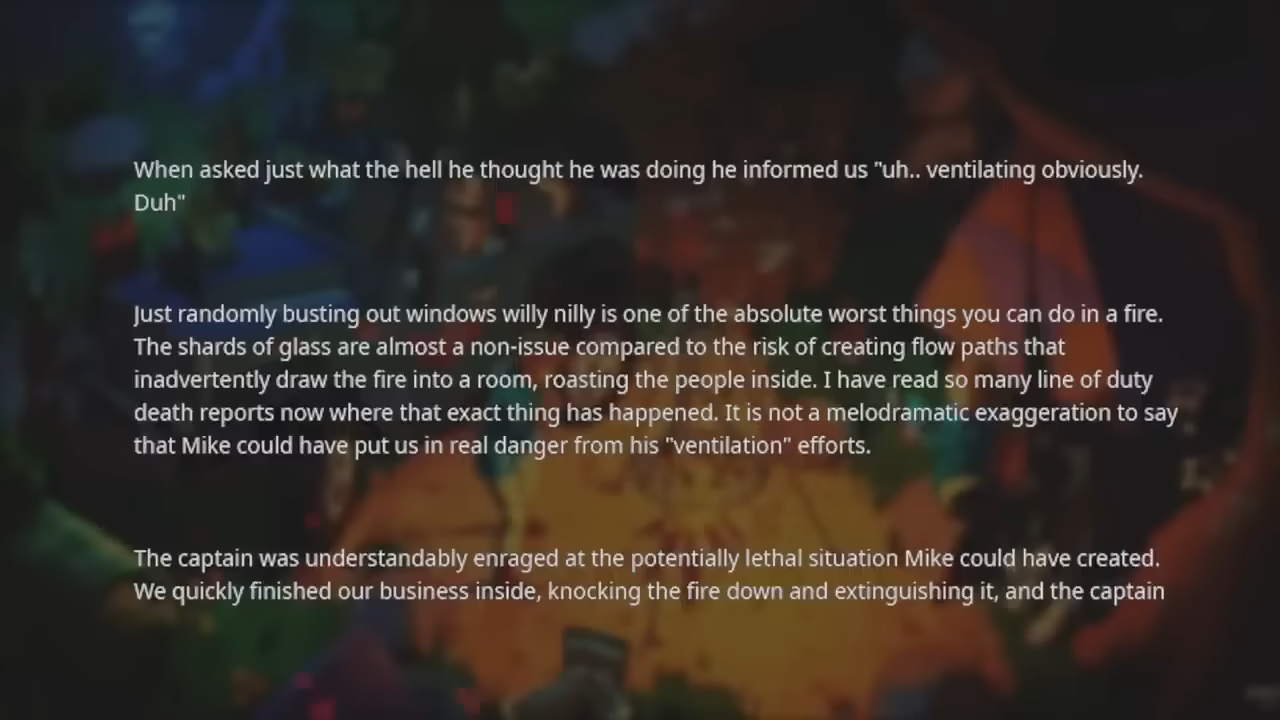 When asked just what the hell he thought he was doing he informed us "uh.. ventilating obviously.
Duh"
Just randomly busting out windows willy nilly is one of the absolute worst things you can do in a fire.
The shards of glass are almost a non-issue compared to the risk of creating flow paths that
inadvertently draw the fire into a room, roasting the people inside. I have read so many line of duty
death reports now where that exact thing has happened. It is not a melodramatic exaggeration to say
that Mike could have put us in real danger from his "ventilation" efforts.
The captain was understandably enraged at the potentially lethal situation Mike could have created.
We quickly finished our business inside, knocking the fire down and extinguishing it, and the captain